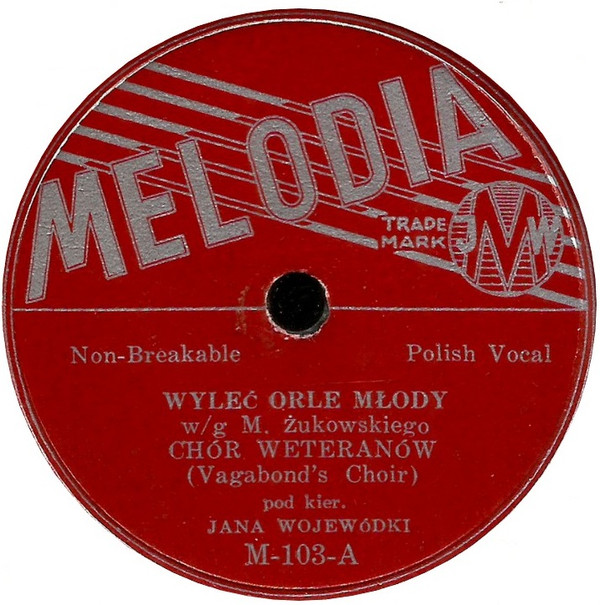 MELODIA
TRADE
MARK
JMW
Non-Breakable
Polish Vocal
WYLEĆ ORLE MŁODY
w/g M. Żukowskiego
CHÓR WETERANÓW
(Vagabond's Choir)
pod kier.
JANA WOJEWÓDKI
M-103-A